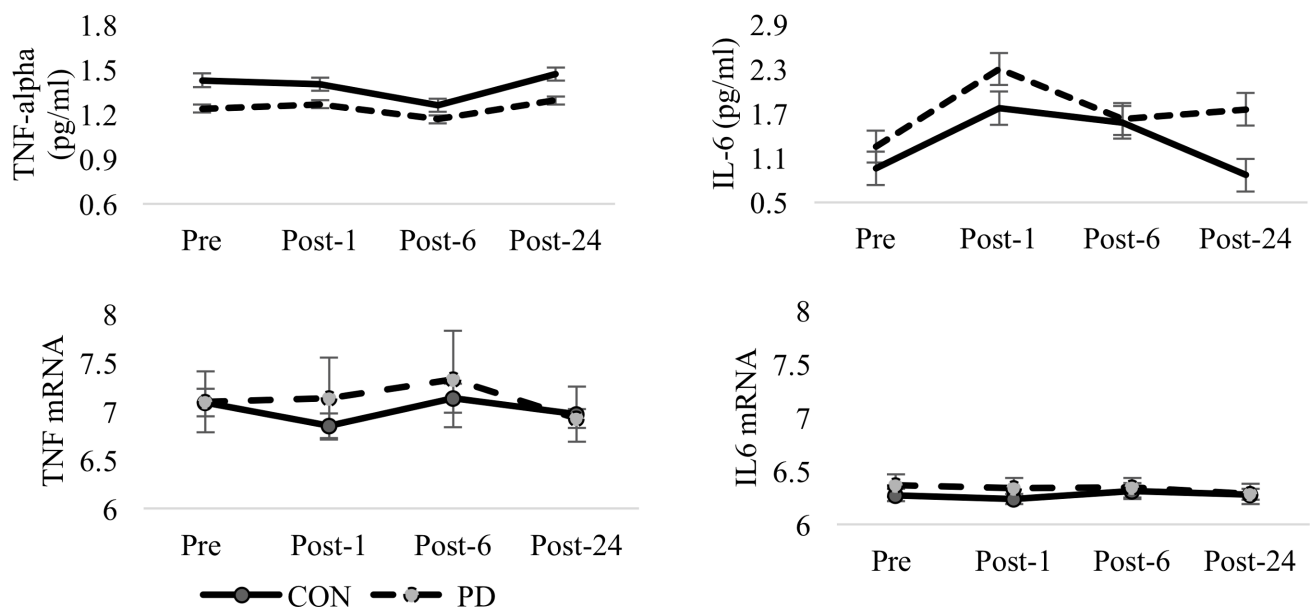 TNF-alpha
(pg/ml)
1.8
1.5
1.2
0.9
0.6
Pre Post-1 Post-6 Post-24
IL-6 (pg/ml)
2.9
2.3
1.7
1.1
0.5
Pre Post-1 Post-6 Post-24
TNF mRNA
8
7.5
7
6.5
6
Pre Post-1 Post-6 Post-24
IL6 mRNA
8
7.5
7
6.5
6
Pre Post-1 Post-6 Post-24
CON PD